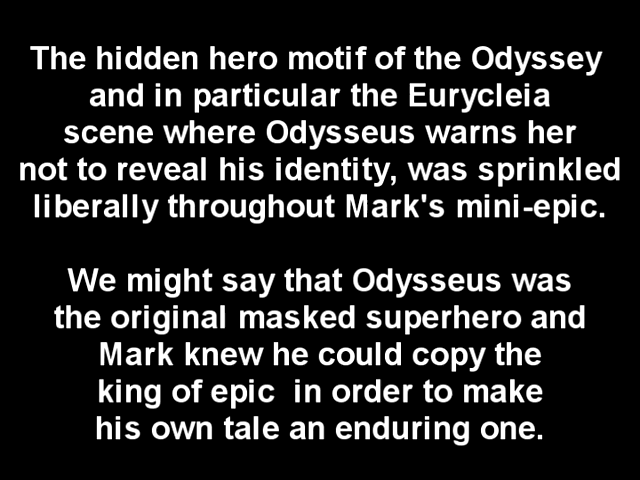 The hidden hero motif of the Odyssey
and in particular the Eurycleia
scene where Odysseus warns her
not to reveal his identity, was sprinkled
liberally throughout Mark's mini-epic.
We might say that Odysseus was
the original masked superhero and
Mark knew he could copy the
king of epic  in order to make
his own tale an enduring one.